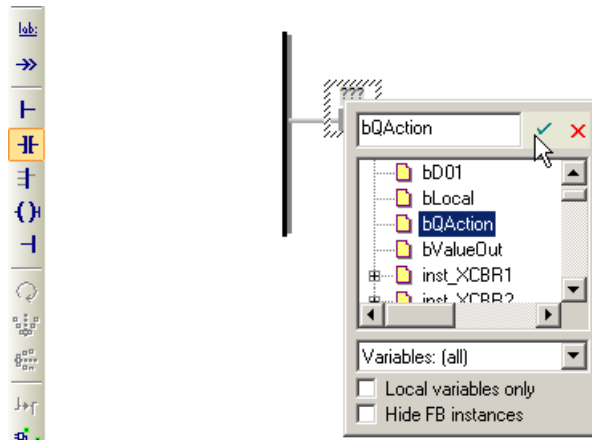 lab:
???
bQAction
bD01
bLocal
bQAction
bValueOut
inst_XCBR1
inst_XCBR2
Variables: (all)
Local variables only
Hide FB instances